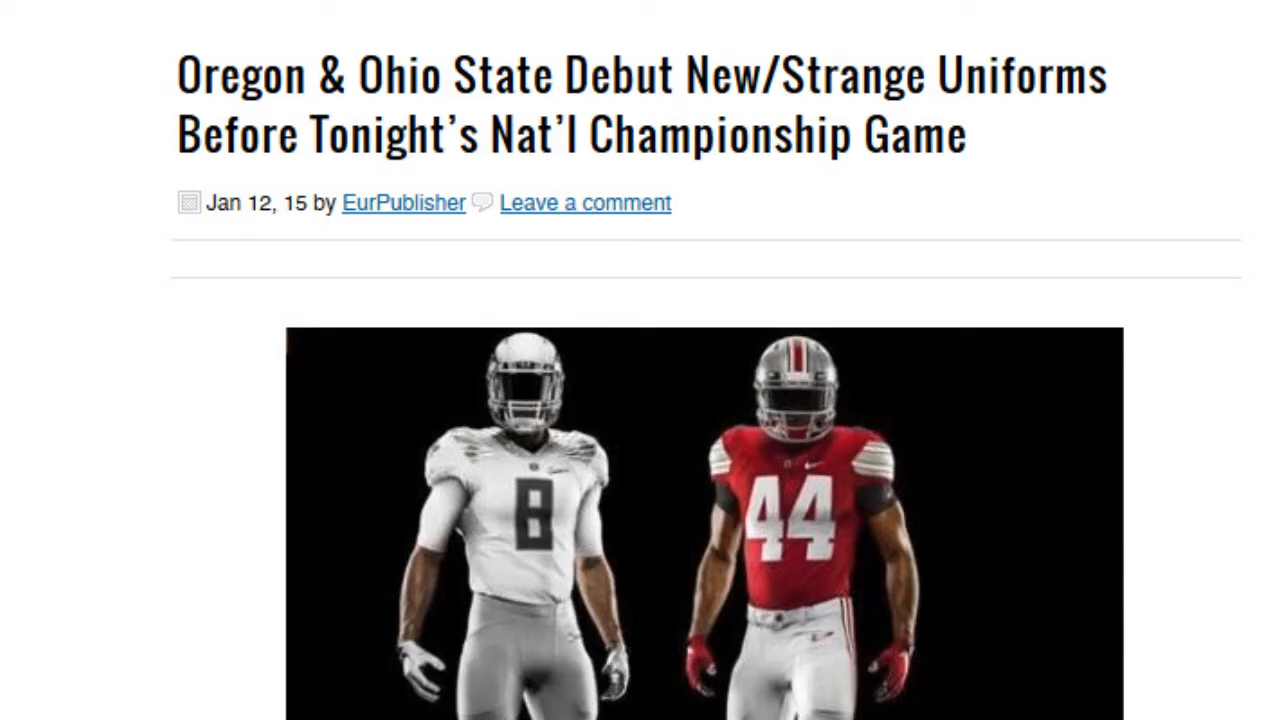 Oregon & Ohio State Debut New/Strange Uniforms
Before Tonight’s Nat’l Championship Game
Jan 12, 15 by EurPublisher Leave a comment
8
44